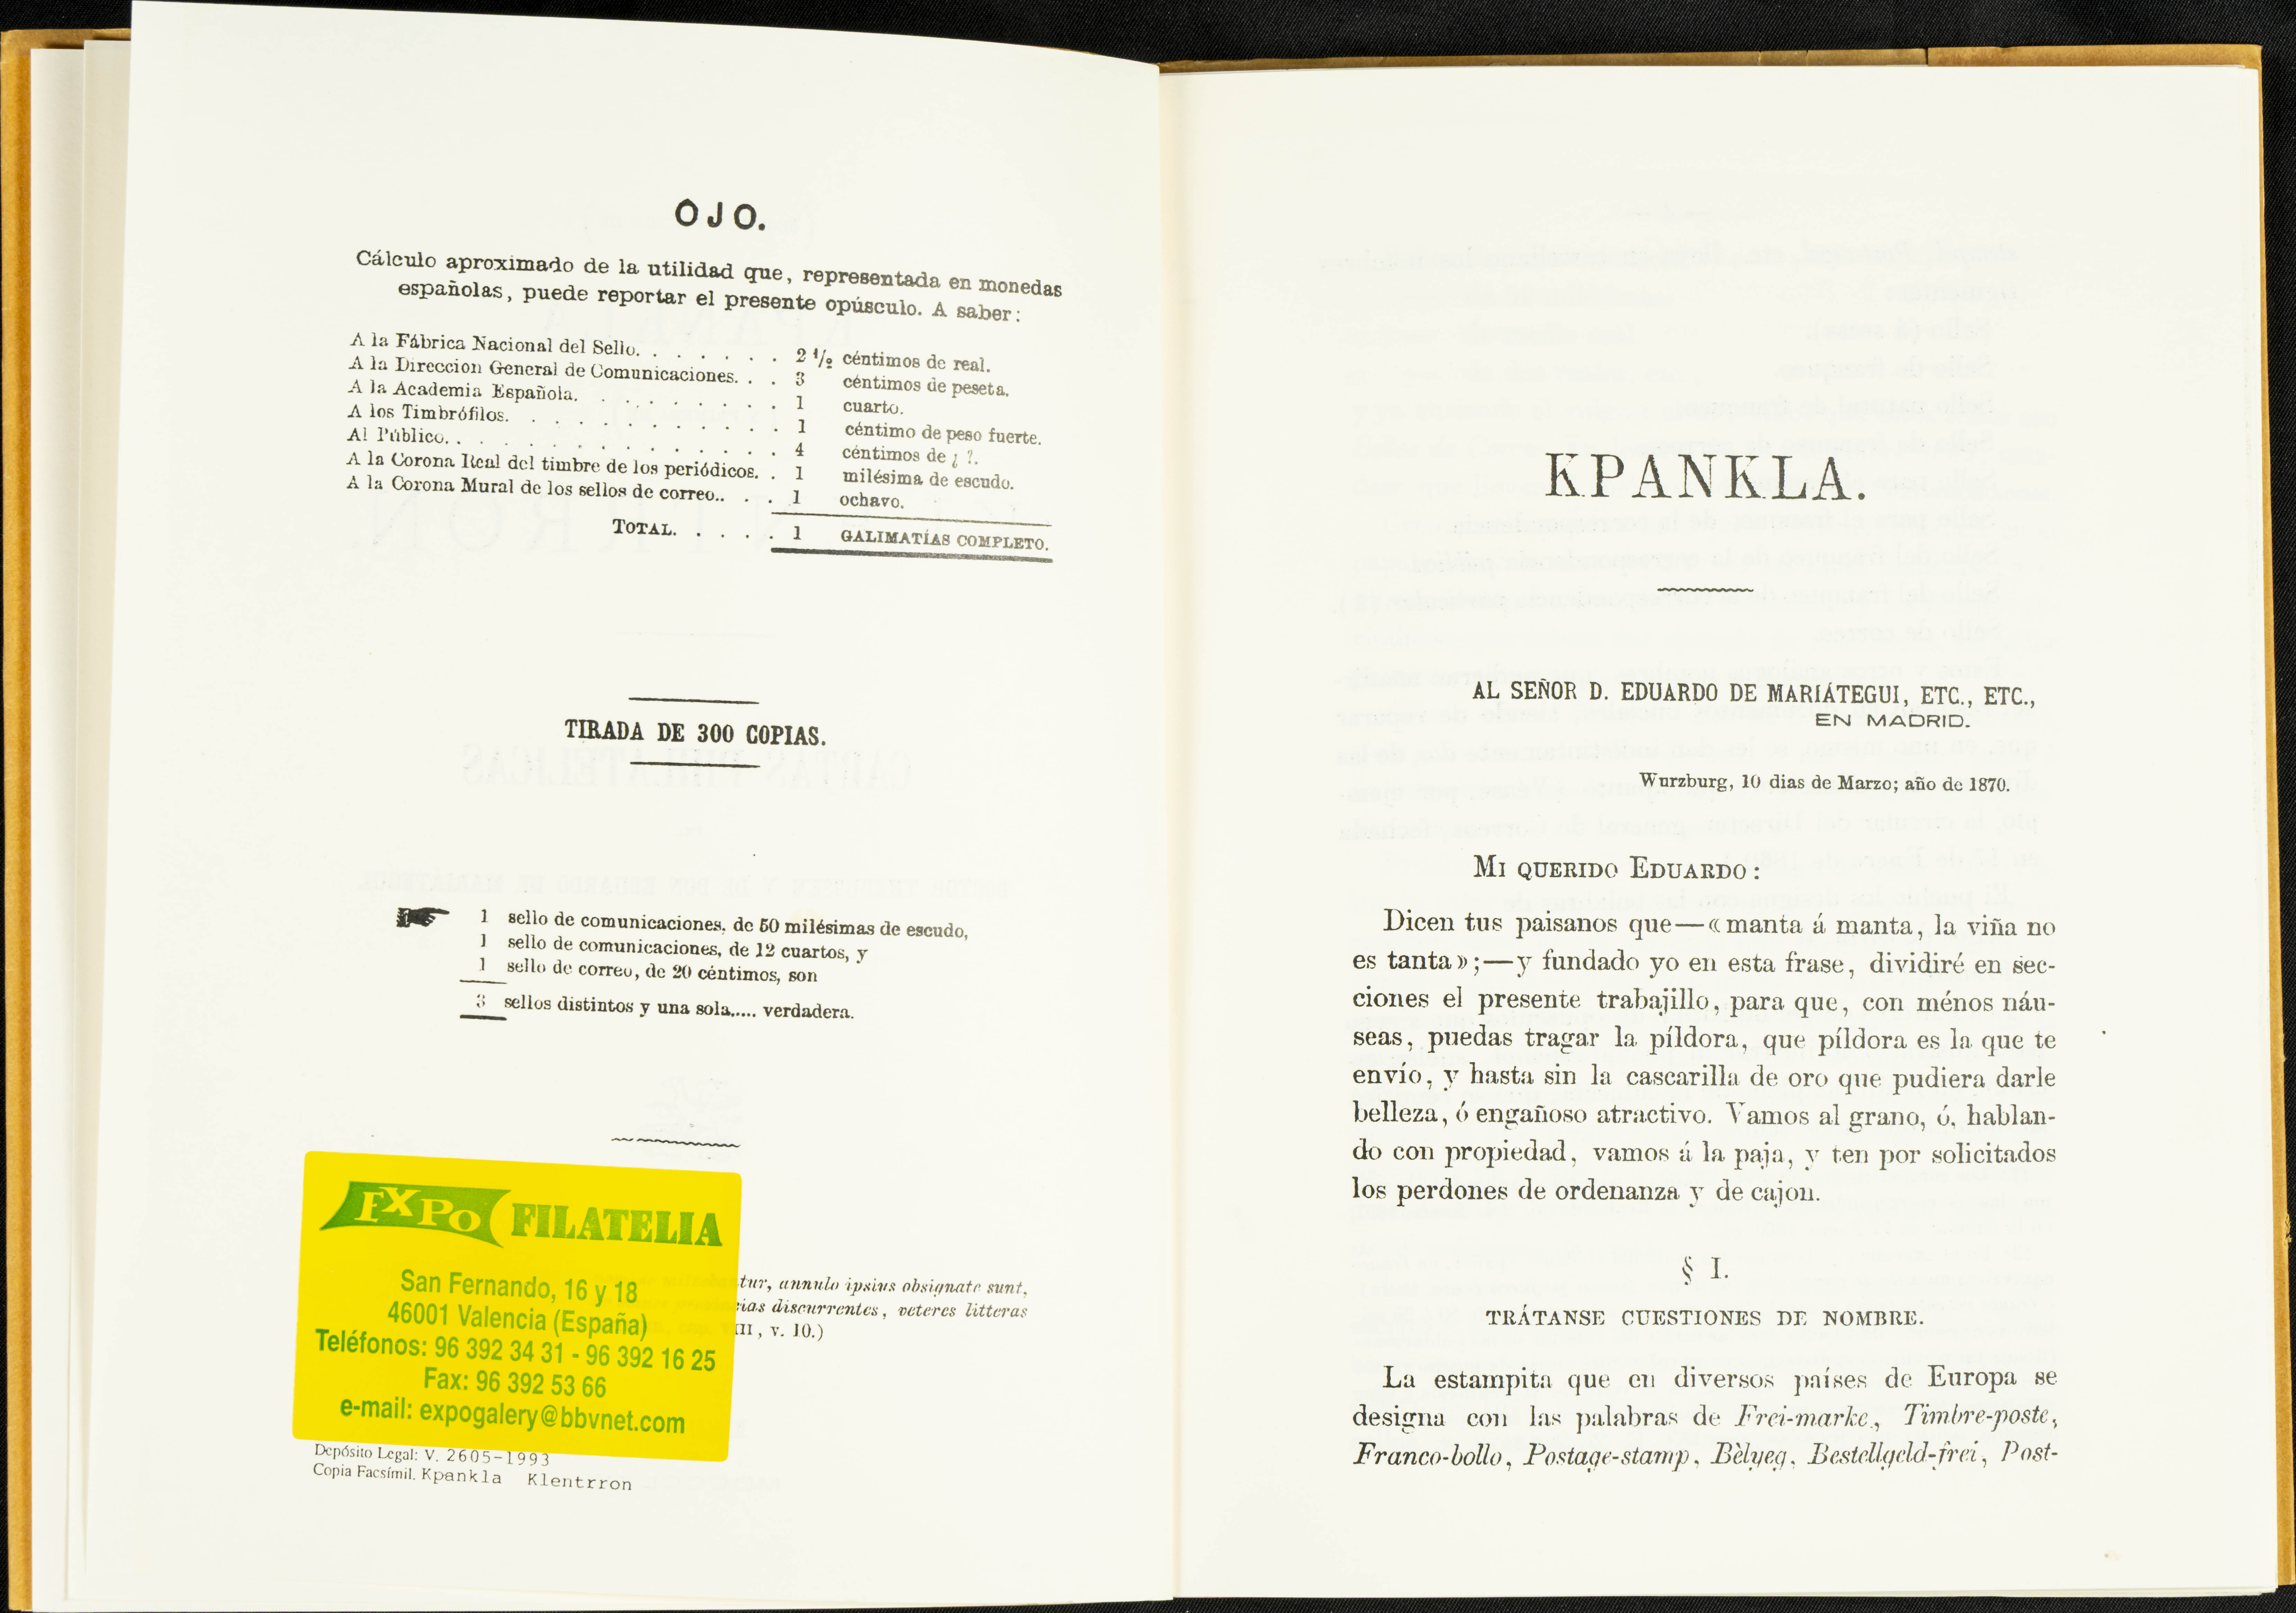 OJO.
Cálculo aproximado de la utilidad que, representada en monedas
españolas, puede reportar el presente opúsculo. A saber:
A la Fábrica Nacional del Sello. . . . . . . 2 1/2 céntimos de real.
A la Direccion General de Comunicaciones. . . 3 céntimos de peseta.
A la Academia Española. . . . . . . . . 1 cuarto.
A los Timbrófilos. . . . . . . . . . . . 1 céntimo de peso fuerte.
Al Público. . . . . . . . . . . . . . . 4 céntimos de ¿ ?.
A la Corona Real del timbre de los periódicos. . 1 milésima de escudo.
A la Corona Mural de los sellos de correo.. . . 1 ochavo.
TOTAL. . . . . 1 GALIMATÍAS COMPLETO.
TIRADA DE 300 COPIAS.
1 sello de comunicaciones, de 50 milésimas de escudo,
1 sello de comunicaciones, de 12 cuartos, y
1 sello de correo, de 20 céntimos, son
3 sellos distintos y una sola..... verdadera.
EXPO FILATELIA
San Fernando, 16 y 18
46001 Valencia (España)
Teléfonos: 96 392 34 31 - 96 392 16 25
Fax: 96 392 53 66
e-mail: expogalery@bbvnet.com
tur, annulo ipsius obsignate sunt,
ias discurrentes, veteres litteras
III, v. 10.)
Depósito Legal: V. 2605-1993
Copia Facsímil. Kpankla Klentrron
KPANKLA.
AL SEÑOR D. EDUARDO DE MARIÁTEGUI, ETC., ETC.,
EN MADRID.
Wurzburg, 10 dias de Marzo; año de 1870.
MI QUERIDO EDUARDO:
Dicen tus paisanos que—«manta á manta, la viña no
es tanta»;—y fundado yo en esta frase, dividiré en sec-
ciones el presente trabajillo, para que, con ménos náu-
seas, puedas tragar la píldora, que píldora es la que te
envío, y hasta sin la cascarilla de oro que pudiera darle
belleza, ó engañoso atractivo. Vamos al grano, ó, hablan-
do con propiedad, vamos á la paja, y ten por solicitados
los perdones de ordenanza y de cajon.
§ I.
TRÁTANSE CUESTIONES DE NOMBRE.
La estampita que en diversos países de Europa se
designa con las palabras de Frei-marke, Timbre-poste,
Franco-bollo, Postage-stamp, Bèlyeg, Bestellgeld-frei, Post-